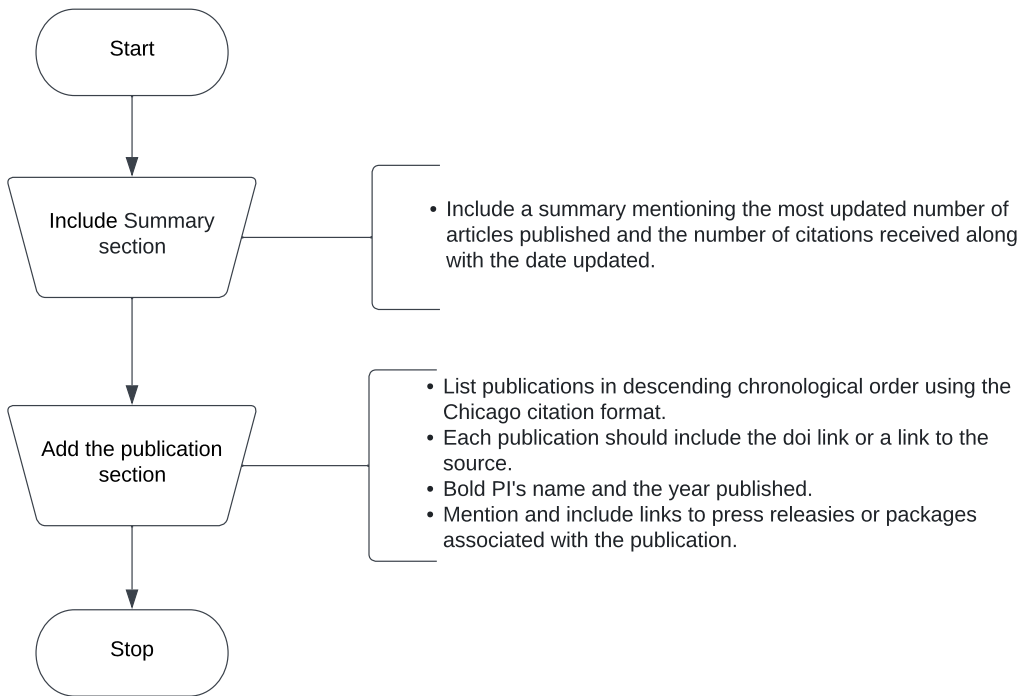 Start
Include Summary
section
• Include a summary mentioning the most updated number of
articles published and the number of citations received along
with the date updated.
Add the publication
section
• List publications in descending chronological order using the
Chicago citation format.
• Each publication should include the doi link or a link to the
source.
• Bold PI's name and the year published.
• Mention and include links to press releasies or packages
associated with the publication.
Stop